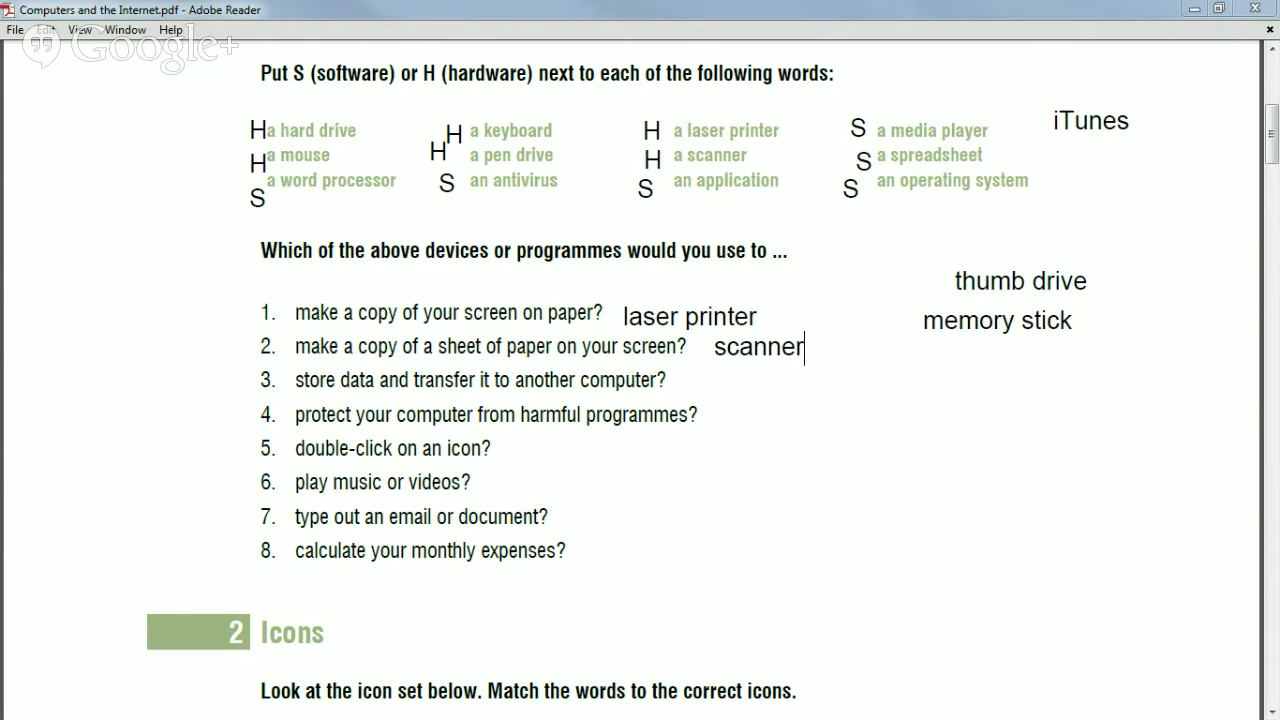 Computers and the Internet.pdf - Adobe Reader
File Edit View Window Help
Google+
Put S (software) or H (hardware) next to each of the following words:
H a hard drive H a keyboard H a laser printer S a media player iTunes
H a mouse H a pen drive H a scanner S a spreadsheet
S a word processor S an antivirus S an application S an operating system
Which of the above devices or programmes would you use to ...
thumb drive
1. make a copy of your screen on paper? laser printer memory stick
2. make a copy of a sheet of paper on your screen? scanner
3. store data and transfer it to another computer?
4. protect your computer from harmful programmes?
5. double-click on an icon?
6. play music or videos?
7. type out an email or document?
8. calculate your monthly expenses?
2 Icons
Look at the icon set below. Match the words to the correct icons.